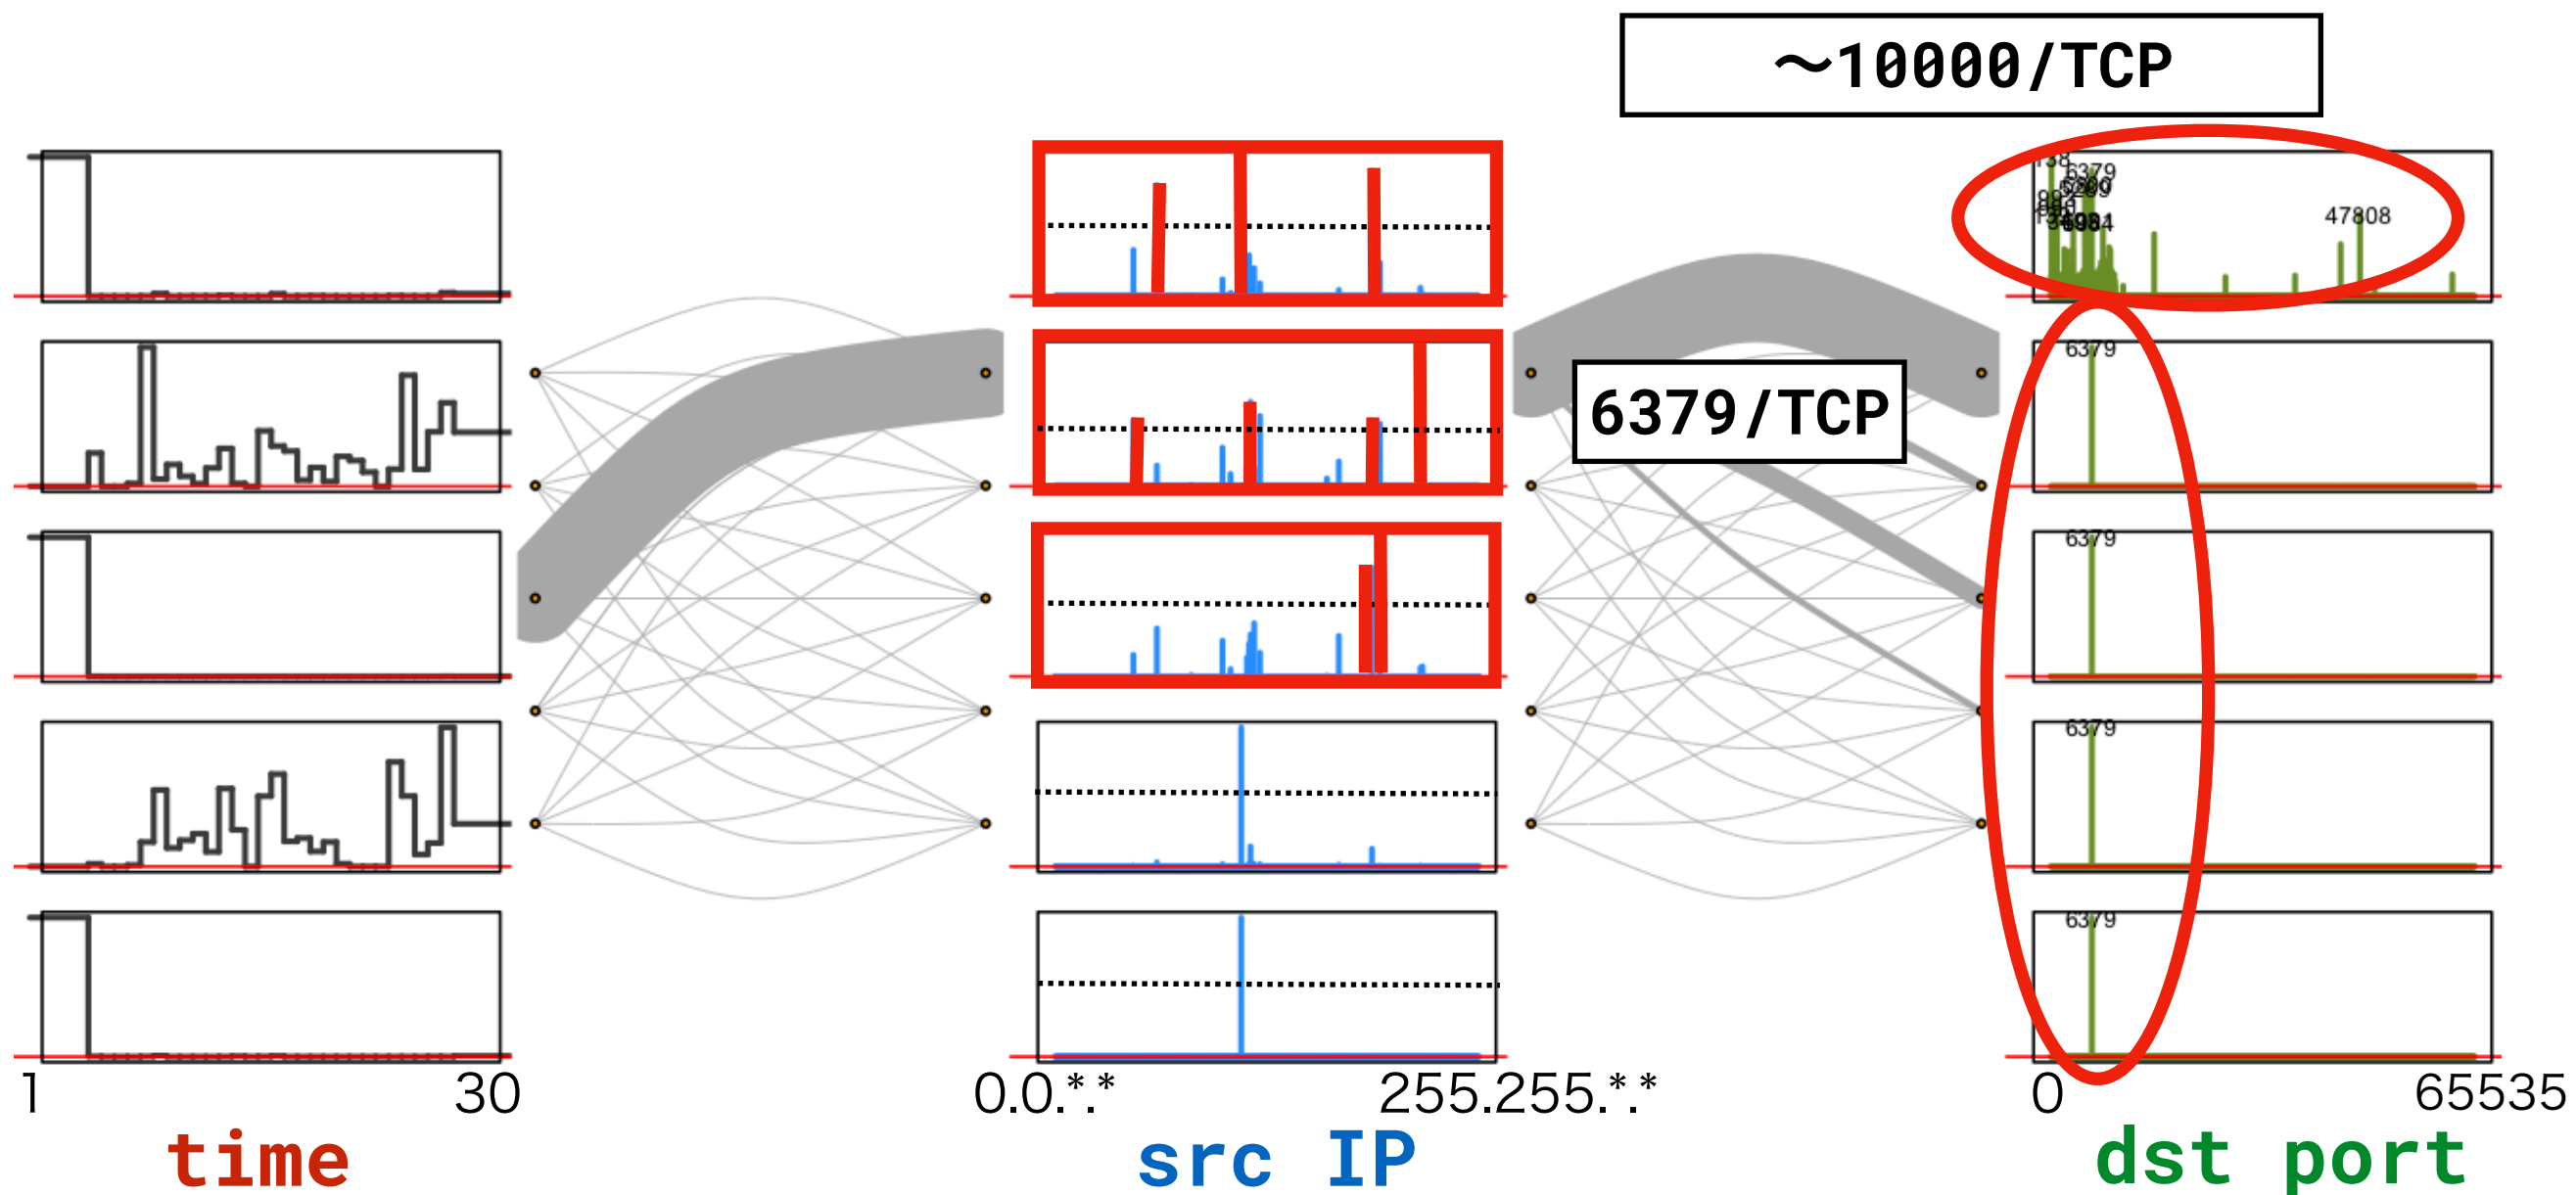 ～10000/TCP
6379
47808
6379/TCP
6379
6379
6379
6379
1
30
0.0.*.*
255.255.*.*
0
65535
time
src IP
dst port